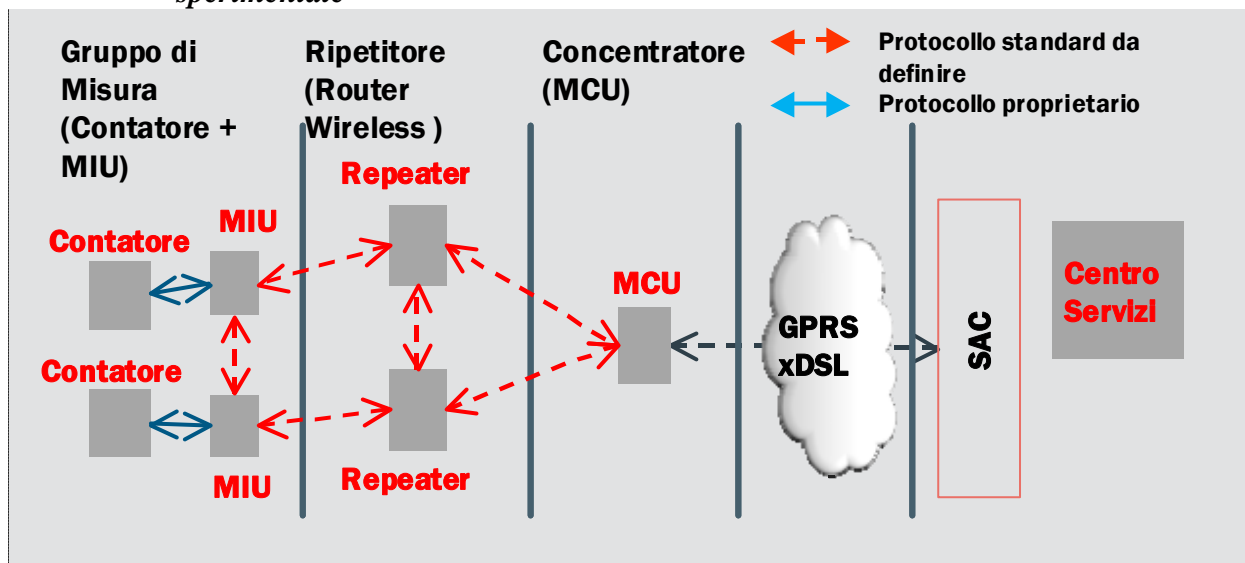 sperimentale
Gruppo di
Misura
(Contatore +
MIU)
Ripetitore
(Router
Wireless )
Concentratore
(MCU)
Protocollo standard da
definire
Protocollo proprietario
Repeater
MIU
Contatore
MCU
Centro
Servizi
GPRS
xDSL
SAC
Contatore
MIU
Repeater